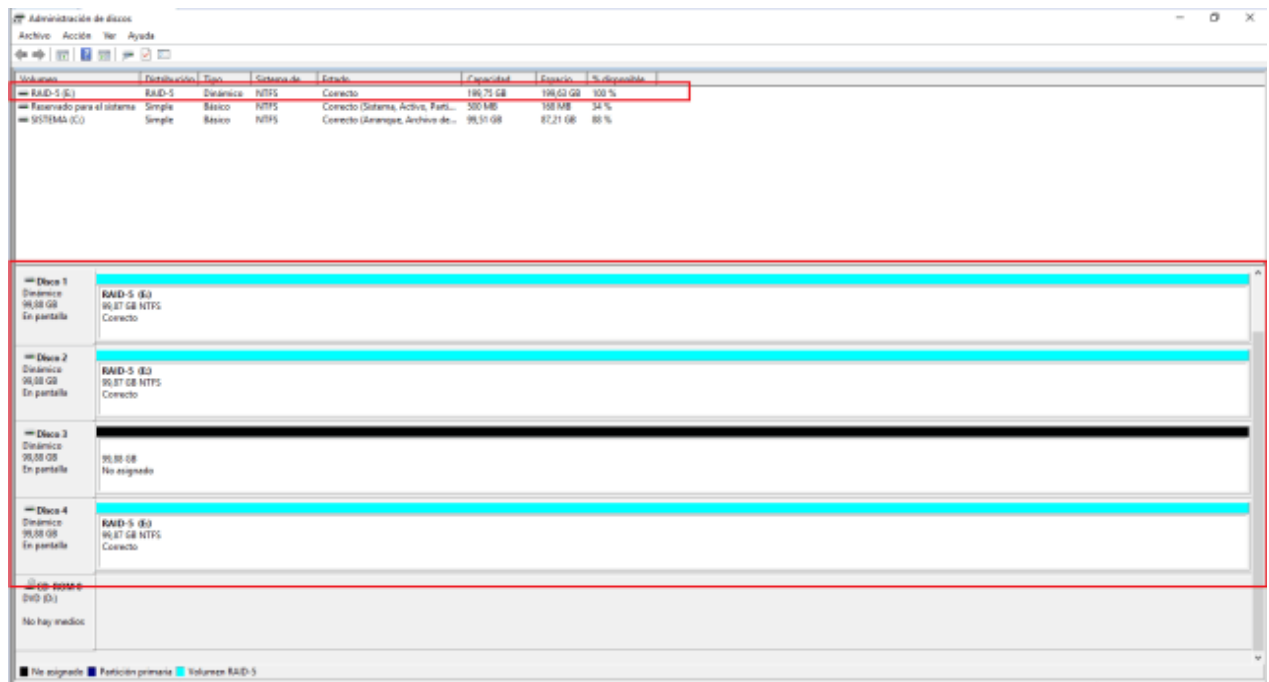 Administración de discos
Archivo Acción Ver Ayuda
Volumen Distribución Tipo Sistema de Estado Capacidad Espacio % disponible
RAID-5 (E:) RAID-5 Dinámico NTFS Correcto 199,75 GB 199,63 GB 100 %
Reservado para el sistema Simple Básico NTFS Correcto (Sistema, Activo, Parti... 500 MB 168 MB 34 %
SISTEMA (C:) Simple Básico NTFS Correcto (Arranque, Archivo de... 99,51 GB 87,21 GB 88 %
Disco 1
Dinámico
99,88 GB
En pantalla
RAID-5 (E:)
99,87 GB NTFS
Correcto
Disco 2
Dinámico
99,88 GB
En pantalla
RAID-5 (E:)
99,87 GB NTFS
Correcto
Disco 3
Dinámico
99,88 GB
En pantalla
99,88 GB
No asignado
Disco 4
Dinámico
99,88 GB
En pantalla
RAID-5 (E:)
99,87 GB NTFS
Correcto
CD-ROM 0
DVD (D:)
No hay medios
No asignado Partición primaria Volumen RAID-5